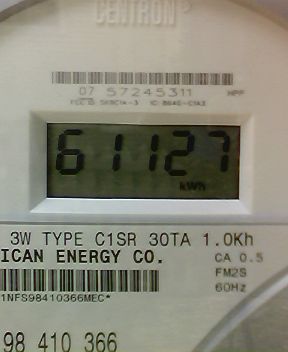 CENTRON®
07 57245311 HPF
61127
kWh
3W TYPE C1SR 30TA 1.0Kh
ICAN ENERGY CO. CA 0.5
FM2S
60Hz
1NFS98410366MEC*
98 410 366